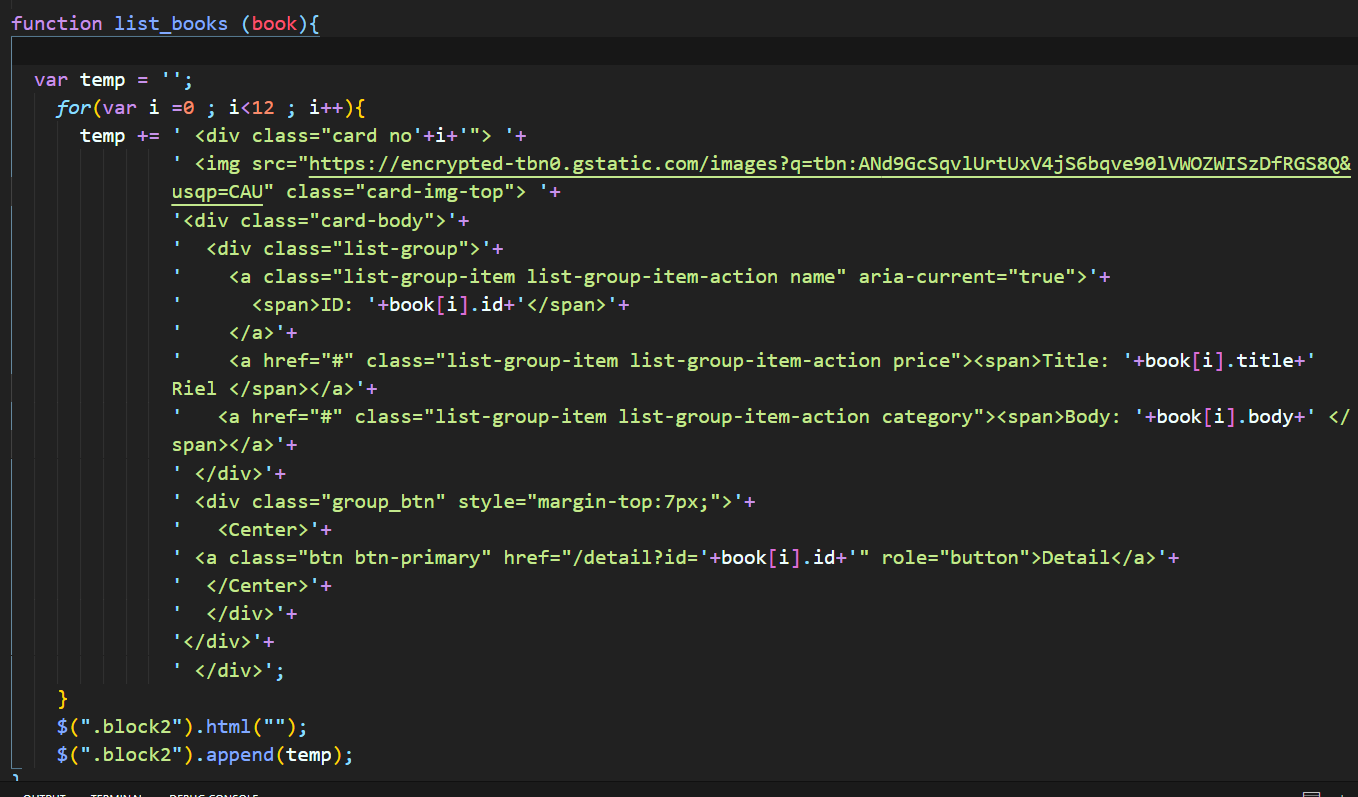 function list_books (book){
var temp = '';
for(var i =0 ; i<12 ; i++){
temp += ' <div class="card no'+i+'"> '+
' <img src="https://encrypted-tbn0.gstatic.com/images?q=tbn:ANd9GcSqvlUrtUxV4jS6bqve90lVWOZWISzDfRGS8Q&
usqp=CAU" class="card-img-top"> '+
'<div class="card-body">'+
'  <div class="list-group">'+
'    <a class="list-group-item list-group-item-action name" aria-current="true">'+
'      <span>ID: '+book[i].id+'</span>'+
'    </a>'+
'    <a href="#" class="list-group-item list-group-item-action price"><span>Title: '+book[i].title+'
Riel </span></a>'+
'   <a href="#" class="list-group-item list-group-item-action category"><span>Body: '+book[i].body+' </
span></a>'+
' </div>'+
' <div class="group_btn" style="margin-top:7px;">'+
'   <Center>'+
' <a class="btn btn-primary" href="/detail?id='+book[i].id+'" role="button">Detail</a>'+
'  </Center>'+
'  </div>'+
'</div>'+
' </div>';
}
$(".block2").html("");
$(".block2").append(temp);
}
OUTPUT TERMINAL DEBUG CONSOLE